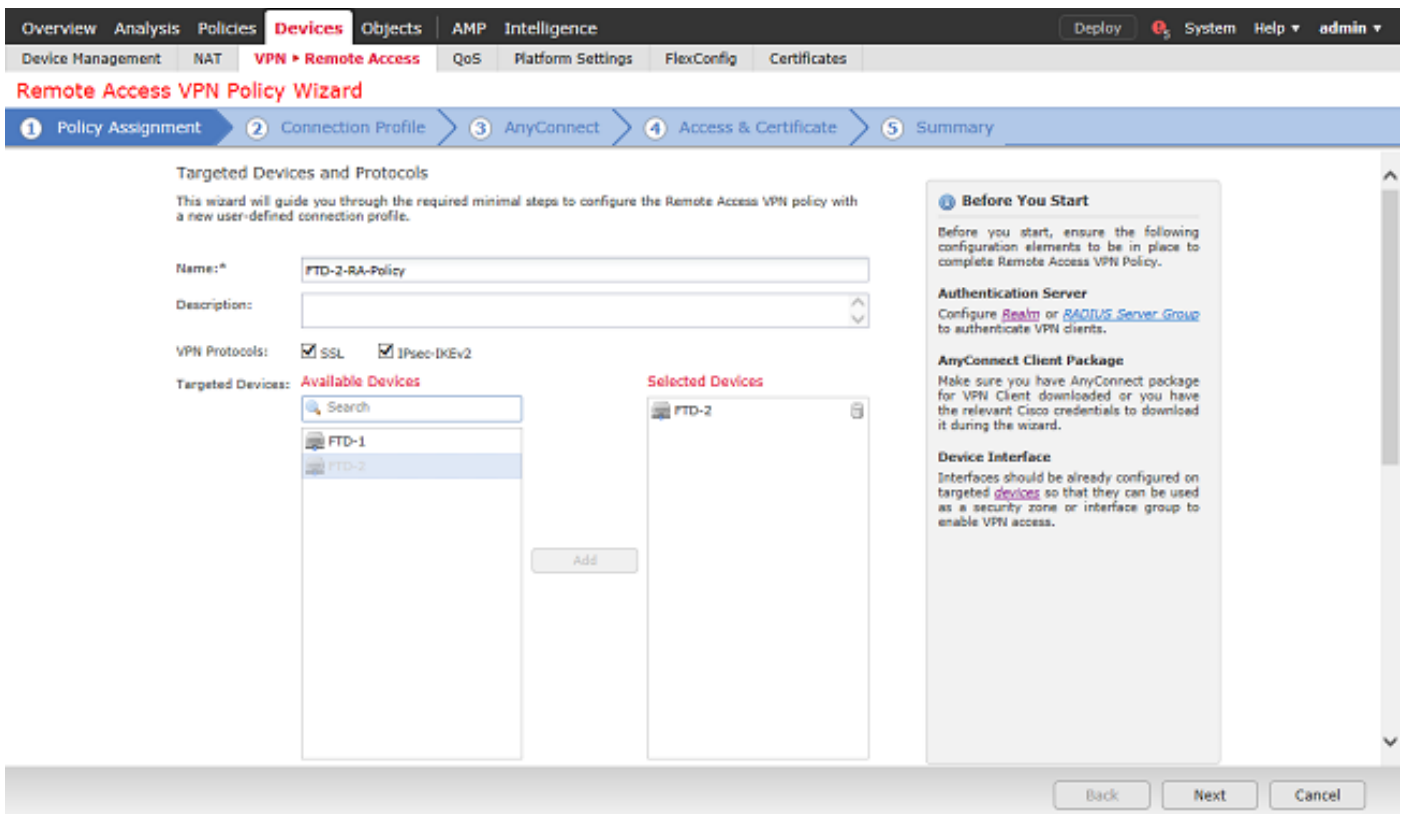 Overview Analysis Policies Devices Objects AMP Intelligence Deploy 5 System Help ▾ admin ▾
Device Management NAT VPN ▸ Remote Access QoS Platform Settings FlexConfig Certificates
Remote Access VPN Policy Wizard
1 Policy Assignment 2 Connection Profile 3 AnyConnect 4 Access & Certificate 5 Summary
Targeted Devices and Protocols
This wizard will guide you through the required minimal steps to configure the Remote Access VPN policy with
a new user-defined connection profile.
Name:* FTD-2-RA-Policy
Description:
VPN Protocols: SSL IPsec-IKEv2
Targeted Devices: Available Devices Selected Devices
Search
FTD-2
FTD-1
FTD-2
Add
Before You Start
Before you start, ensure the following
configuration elements to be in place to
complete Remote Access VPN Policy.
Authentication Server
Configure Realm or RADIUS Server Group
to authenticate VPN clients.
AnyConnect Client Package
Make sure you have AnyConnect package
for VPN Client downloaded or you have
the relevant Cisco credentials to download
it during the wizard.
Device Interface
Interfaces should be already configured on
targeted devices so that they can be used
as a security zone or interface group to
enable VPN access.
Back Next Cancel